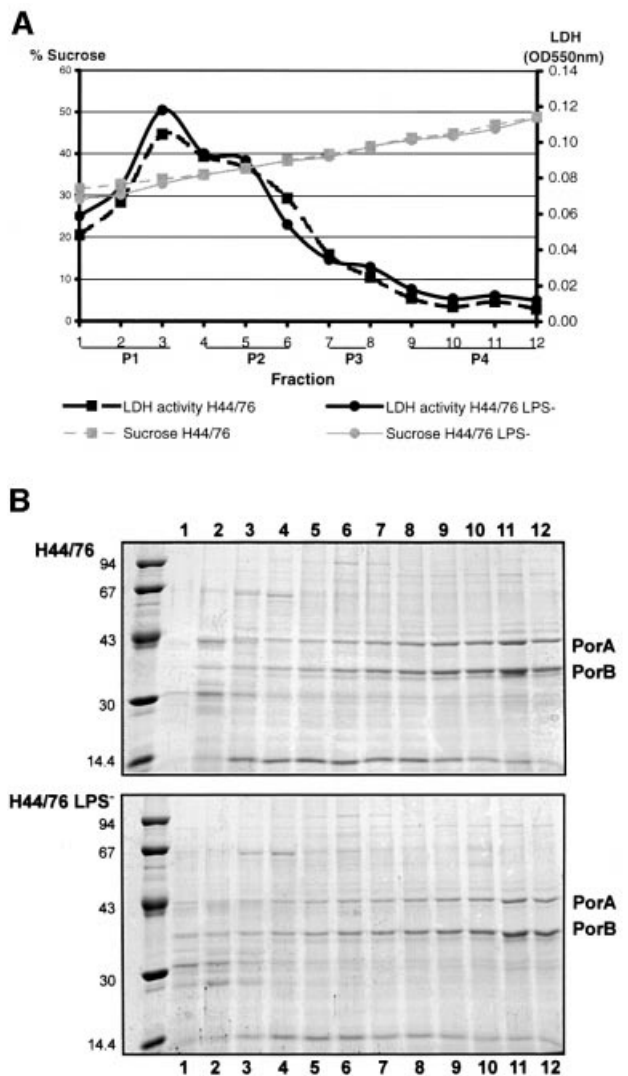 A
% Sucrose
LDH
(OD550nm)
60
50
40
30
20
10
0
0.14
0.12
0.10
0.08
0.06
0.04
0.02
0.00
1 2 3 4 5 6 7 8 9 10 11 12
P1 P2 P3 P4
Fraction
LDH activity H44/76 LDH activity H44/76 LPS-
Sucrose H44/76 Sucrose H44/76 LPS-
B
1 2 3 4 5 6 7 8 9 10 11 12
H44/76
94
67
43
30
14.4
PorA
PorB
H44/76 LPS-
94
67
43
30
14.4
PorA
PorB
1 2 3 4 5 6 7 8 9 10 11 12